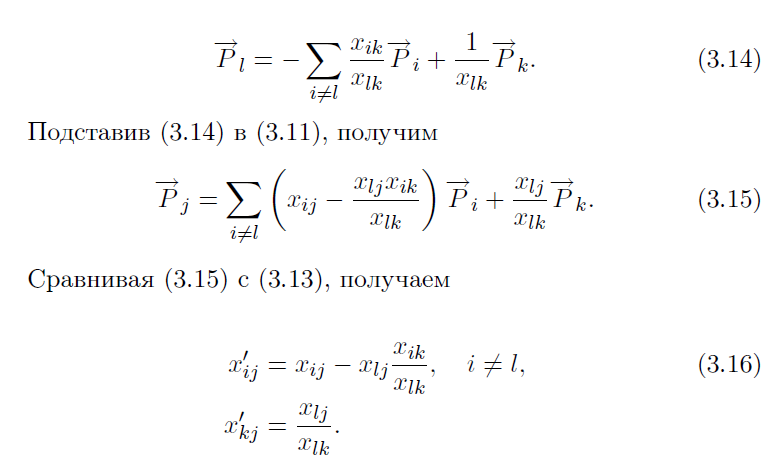 $$\overrightarrow{P}_l = -\sum_{i \neq l} \frac{x_{ik}}{x_{lk}} \overrightarrow{P}_i + \frac{1}{x_{lk}} \overrightarrow{P}_k. \quad (3.14)$$
Подставив (3.14) в (3.11), получим
$$\overrightarrow{P}_j = \sum_{i \neq l} \left( x_{ij} - \frac{x_{lj} x_{ik}}{x_{lk}} \right) \overrightarrow{P}_i + \frac{x_{lj}}{x_{lk}} \overrightarrow{P}_k. \quad (3.15)$$
Сравнивая (3.15) с (3.13), получаем
$$x'_{ij} = x_{ij} - x_{lj} \frac{x_{ik}}{x_{lk}}, \quad i \neq l, \quad (3.16)$$
$$x'_{kj} = \frac{x_{lj}}{x_{lk}}.$$